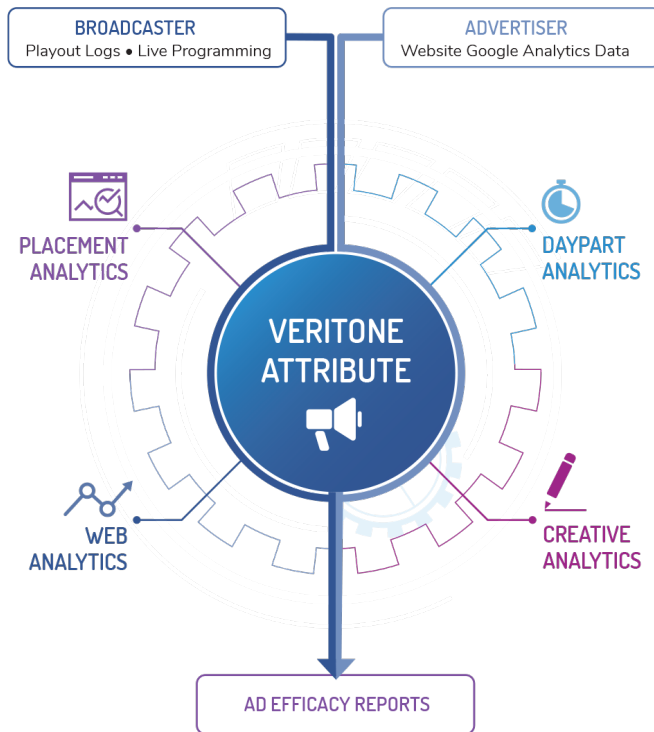 BROADCASTER
Playout Logs • Live Programming
ADVERTISER
Website Google Analytics Data
PLACEMENT
ANALYTICS
DAYPART
ANALYTICS
VERITONE
ATTRIBUTE
WEB
ANALYTICS
CREATIVE
ANALYTICS
AD EFFICACY REPORTS